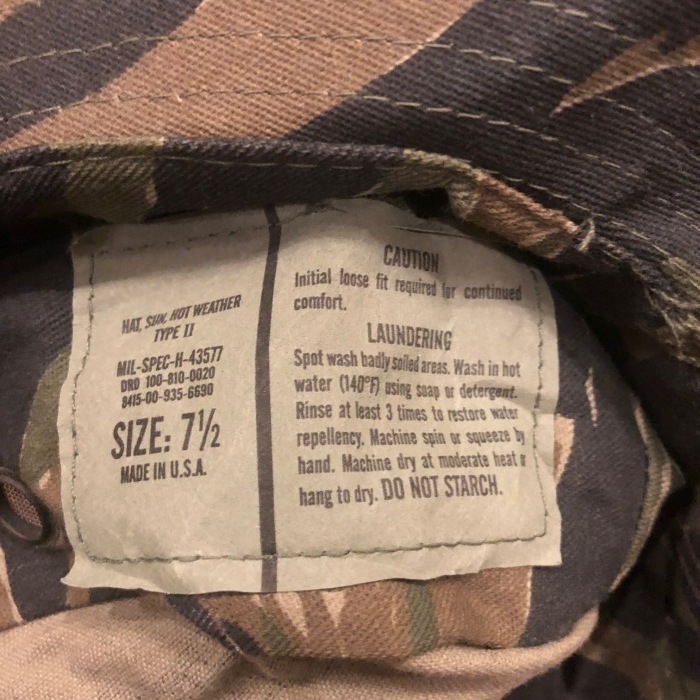 HAT, SUN, HOT WEATHER
TYPE II
MIL-SPEC-H-43577
DRD 100-810-0020
8415-00-935-6690
SIZE: 7½
MADE IN U.S.A.
CAUTION
Initial loose fit required for continued
comfort.
LAUNDERING
Spot wash badly soiled areas. Wash in hot
water (140°F) using soap or detergent.
Rinse at least 3 times to restore water
repellency. Machine spin or squeeze by
hand. Machine dry at moderate heat or
hang to dry. DO NOT STARCH.